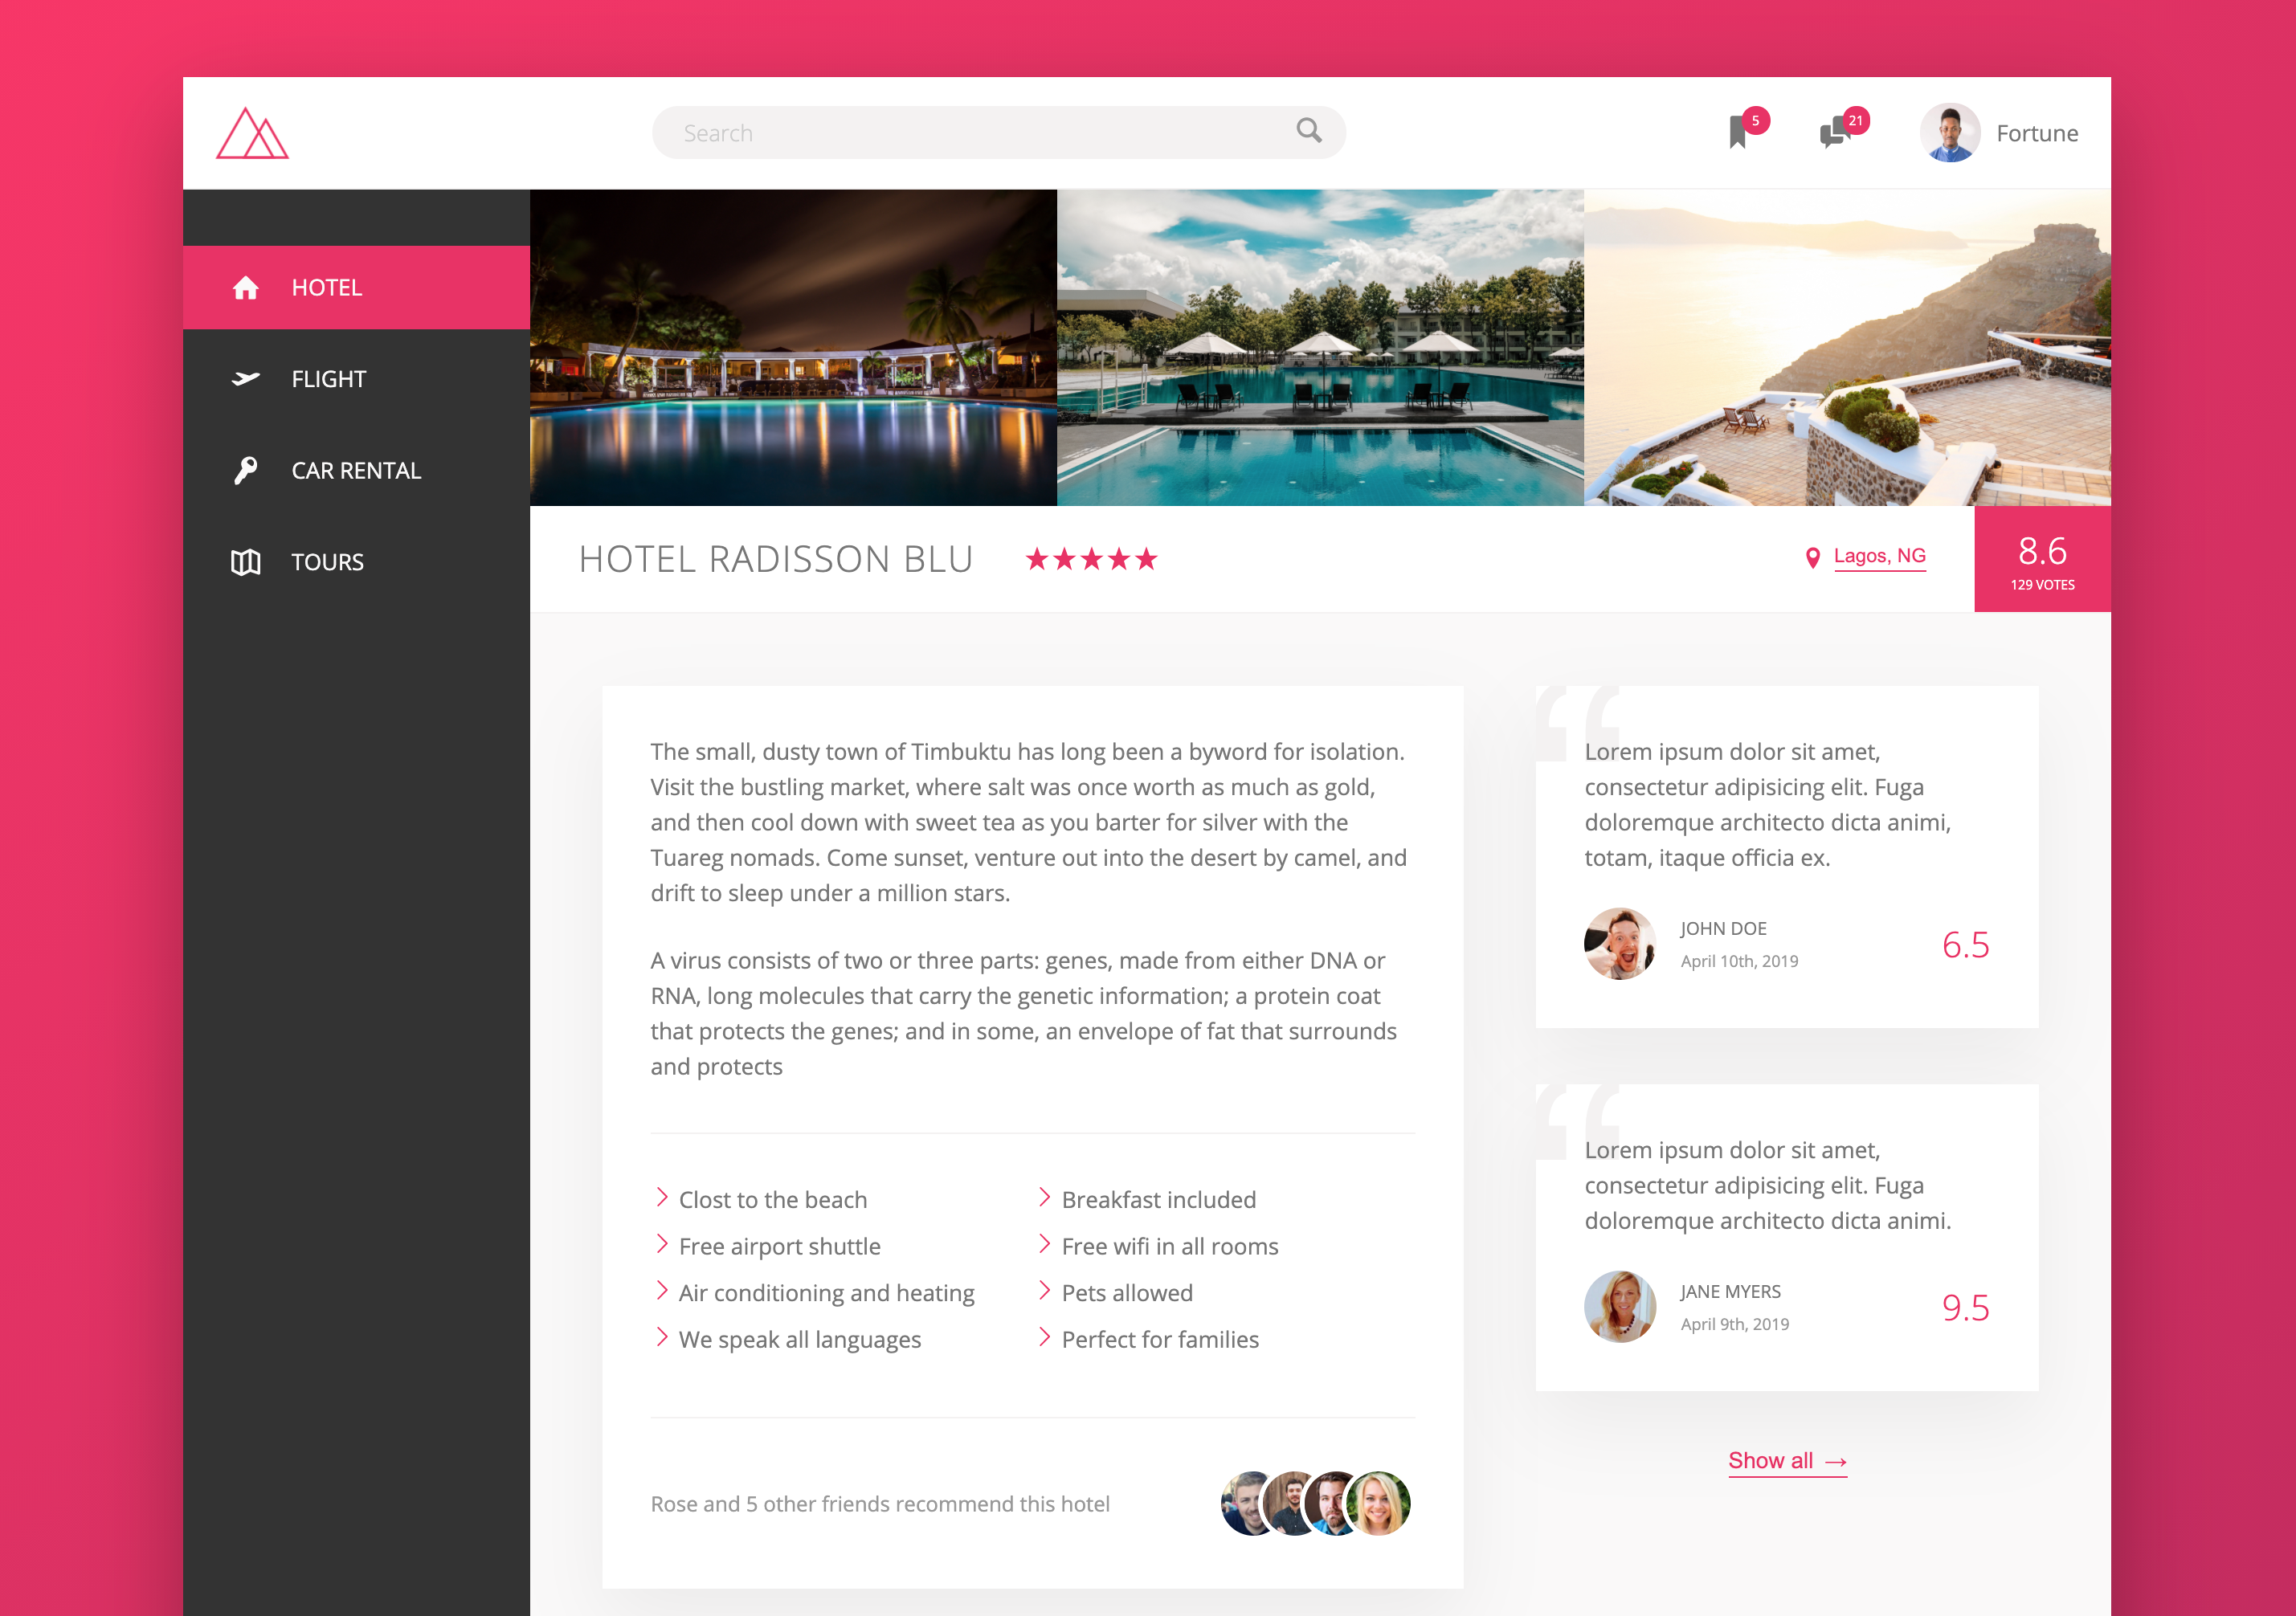 Search
5
21
Fortune
HOTEL
FLIGHT
CAR RENTAL
TOURS
HOTEL RADISSON BLU
Lagos, NG
8.6
129 VOTES
The small, dusty town of Timbuktu has long been a byword for isolation.
Visit the bustling market, where salt was once worth as much as gold,
and then cool down with sweet tea as you barter for silver with the
Tuareg nomads. Come sunset, venture out into the desert by camel, and
drift to sleep under a million stars.
A virus consists of two or three parts: genes, made from either DNA or
RNA, long molecules that carry the genetic information; a protein coat
that protects the genes; and in some, an envelope of fat that surrounds
and protects
Clost to the beach
Free airport shuttle
Air conditioning and heating
We speak all languages
Breakfast included
Free wifi in all rooms
Pets allowed
Perfect for families
Rose and 5 other friends recommend this hotel
“
Lorem ipsum dolor sit amet,
consectetur adipisicing elit. Fuga
doloremque architecto dicta animi,
totam, itaque officia ex.
JOHN DOE
April 10th, 2019
6.5
“
Lorem ipsum dolor sit amet,
consectetur adipisicing elit. Fuga
doloremque architecto dicta animi.
JANE MYERS
April 9th, 2019
9.5
Show all →